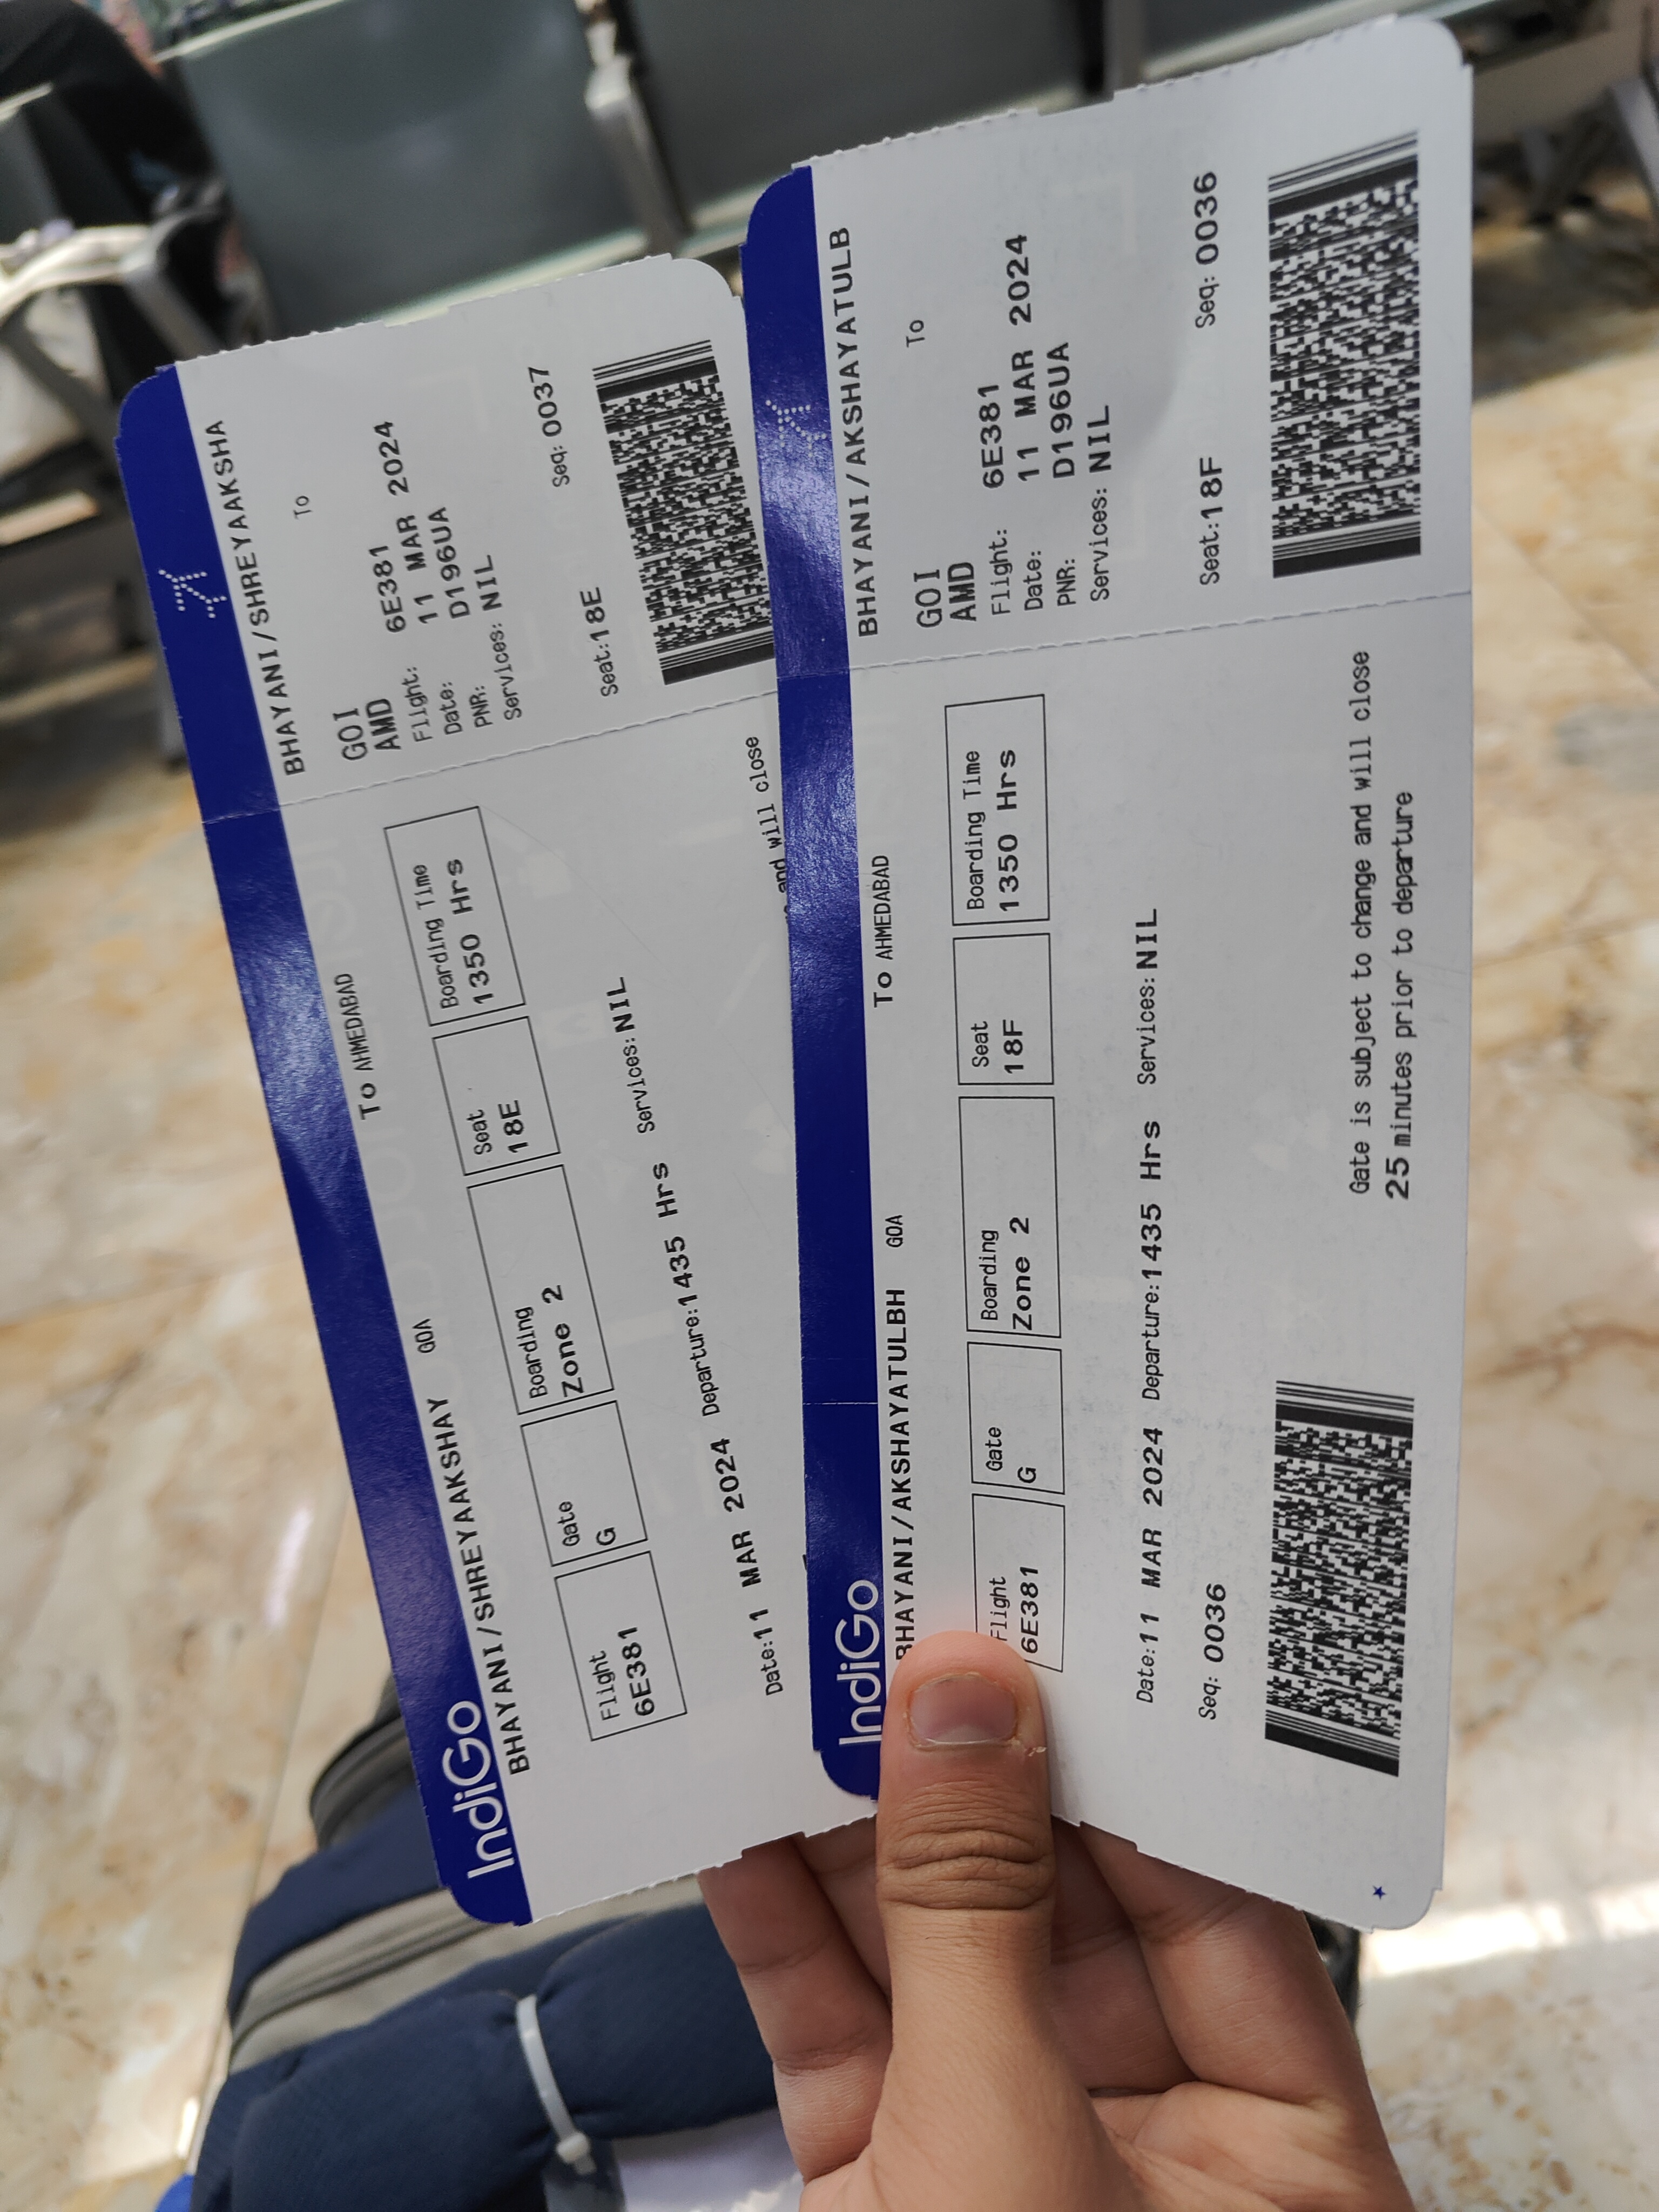 IndiGo
BHAYANI/SHREYAAKSHAY GOA To AHMEDABAD
Flight Gate Boarding Seat Boarding Time
6E381 G Zone 2 18E 1350 Hrs
Date:11 MAR 2024 Departure:1435 Hrs Services:NIL
and will close
BHAYANI/SHREYAAKSHA
To
GOI
AMD
Flight: 6E381
Date: 11 MAR 2024
PNR: D196UA
Services: NIL
Seat:18E Seq: 0037
IndiGo
BHAYANI/AKSHAYATULBH GOA To AHMEDABAD
Flight Gate Boarding Seat Boarding Time
6E381 G Zone 2 18F 1350 Hrs
Date:11 MAR 2024 Departure:1435 Hrs Services:NIL
Seq: 0036
Gate is subject to change and will close
25 minutes prior to departure
BHAYANI/AKSHAYATULB
To
GOI
AMD
Flight: 6E381
Date: 11 MAR 2024
PNR: D196UA
Services: NIL
Seat:18F Seq: 0036